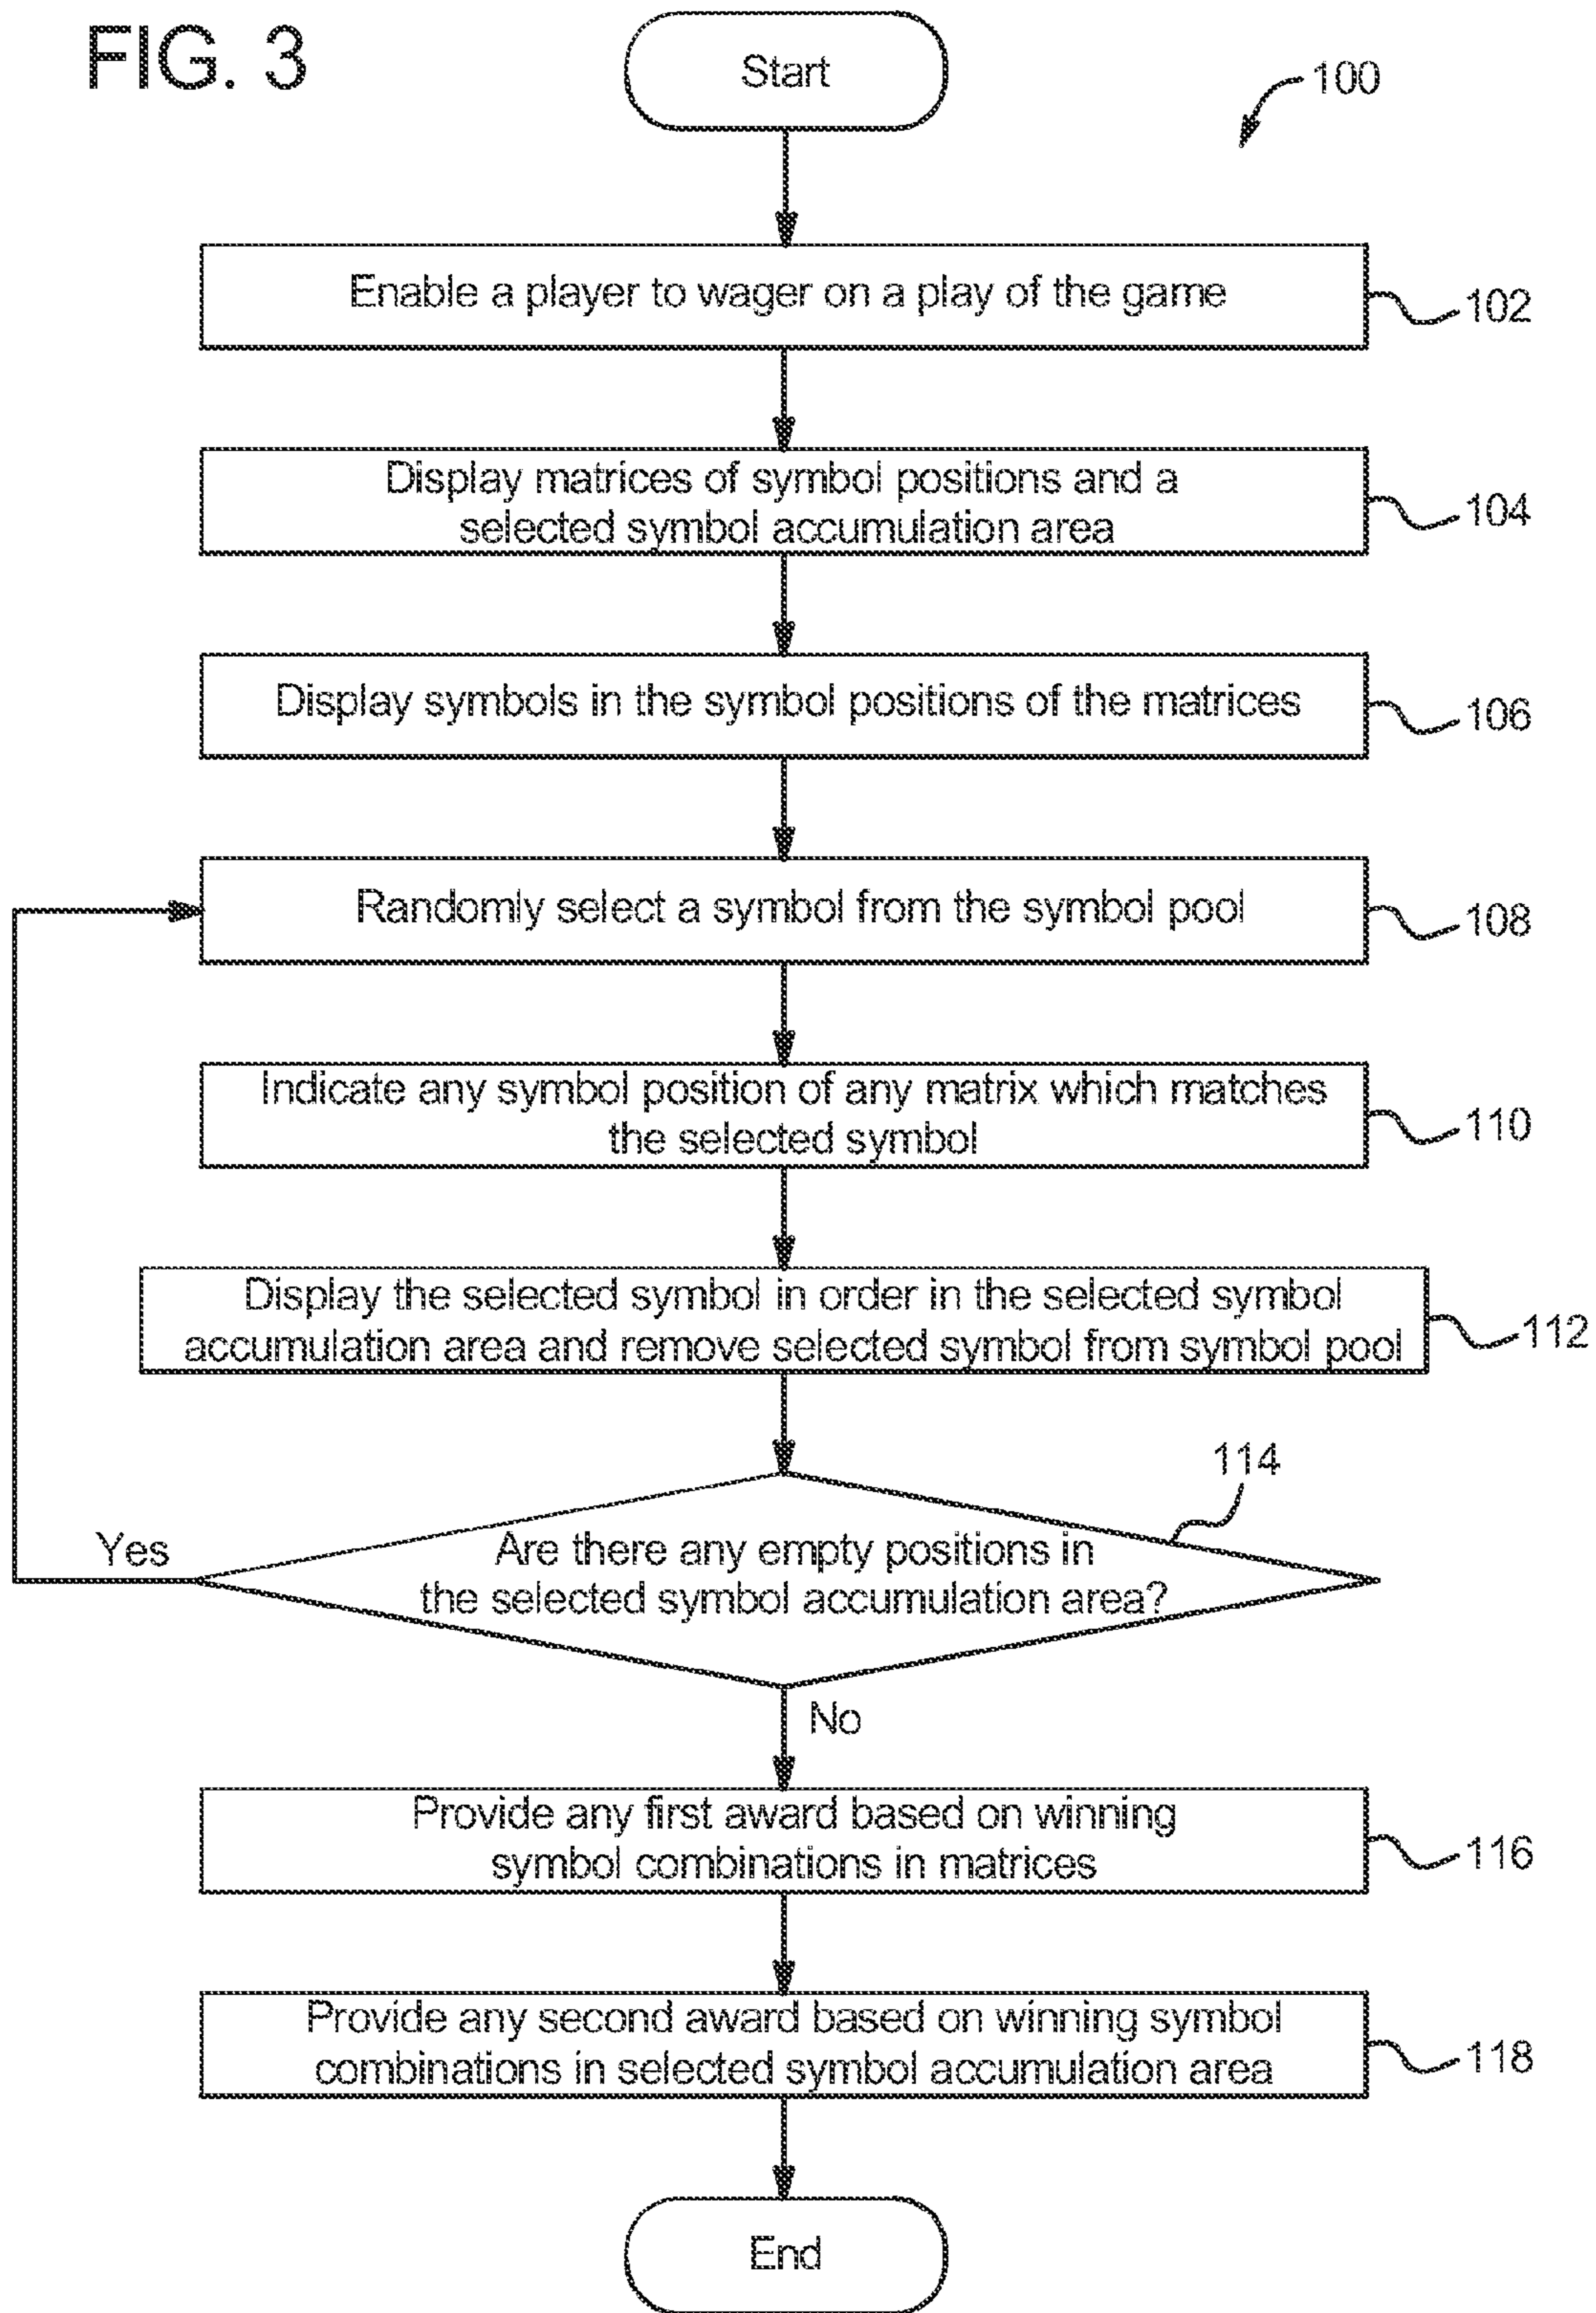 FIG. 3
Start
100
Enable a player to wager on a play of the game
102
Display matrices of symbol positions and a
selected symbol accumulation area
104
Display symbols in the symbol positions of the matrices
106
Randomly select a symbol from the symbol pool
108
Indicate any symbol position of any matrix which matches
the selected symbol
110
Display the selected symbol in order in the selected symbol
accumulation area and remove selected symbol from symbol pool
112
114
Are there any empty positions in
the selected symbol accumulation area?
Yes
No
Provide any first award based on winning
symbol combinations in matrices
116
Provide any second award based on winning symbol
combinations in selected symbol accumulation area
118
End